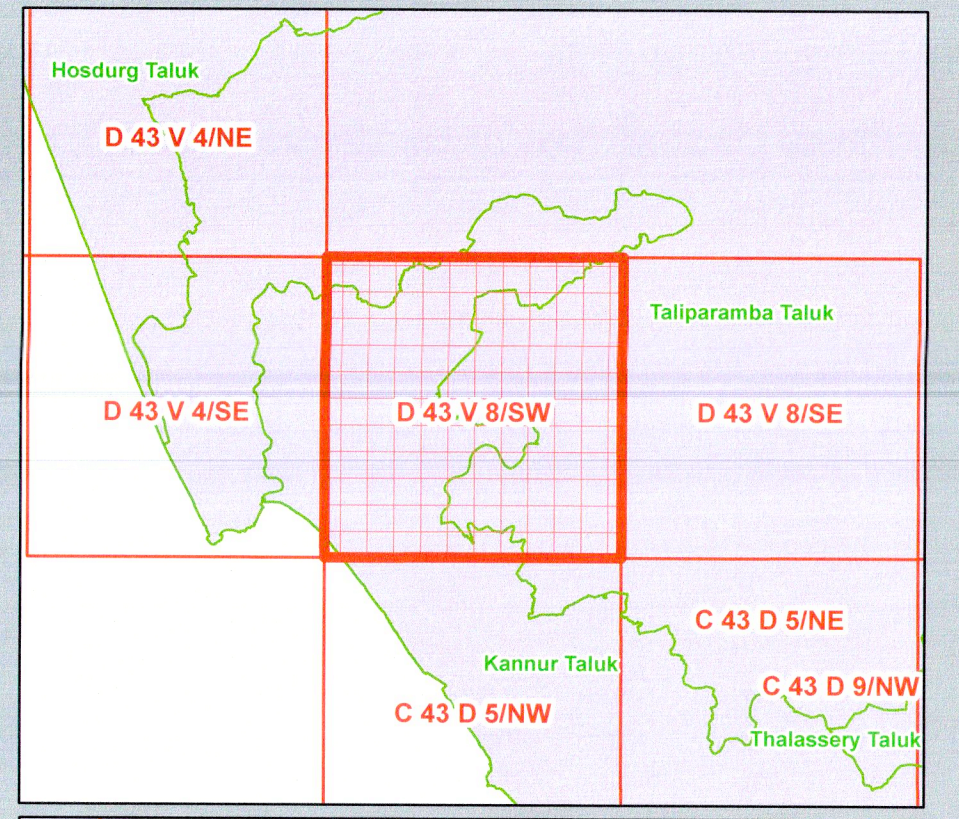 Hosdurg Taluk
D 43 V 4/NE
Taliparamba Taluk
D 43 V 4/SE
D 43 V 8/SW
D 43 V 8/SE
C 43 D 5/NE
Kannur Taluk
C 43 D 9/NW
C 43 D 5/NW
Thalassery Taluk